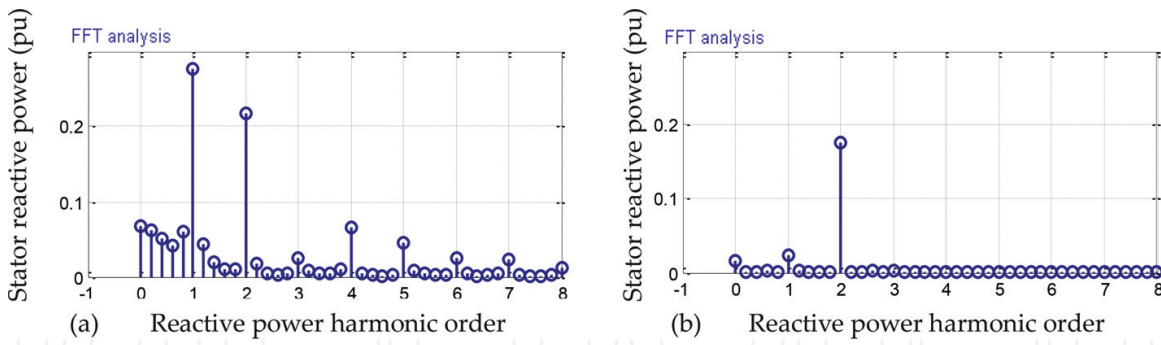 FFT analysis
Stator reactive power (pu)
0.2
0.1
0
-1 0 1 2 3 4 5 6 7 8
(a) Reactive power harmonic order
FFT analysis
Stator reactive power (pu)
0.2
0.1
0
-1 0 1 2 3 4 5 6 7 8
(b) Reactive power harmonic order